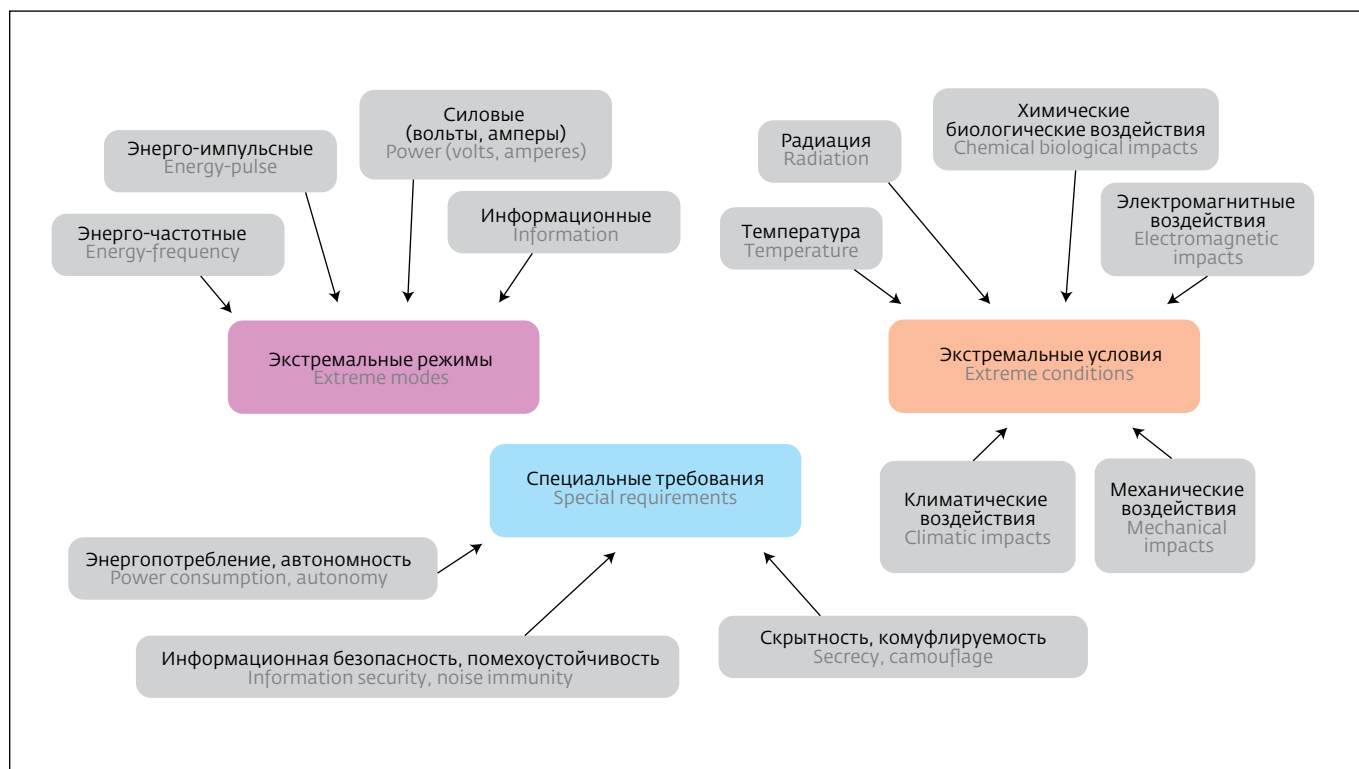 Силовые
(вольты, амперы)
Power (volts, amperes)
Энерго-импульсные
Energy-pulse
Информационные
Information
Энерго-частотные
Energy-frequency
Экстремальные режимы
Extreme modes
Химические
биологические воздействия
Chemical biological impacts
Радиация
Radiation
Электромагнитные
воздействия
Electromagnetic
impacts
Температура
Temperature
Экстремальные условия
Extreme conditions
Климатические
воздействия
Climatic impacts
Механические
воздействия
Mechanical
impacts
Специальные требования
Special requirements
Энергопотребление, автономность
Power consumption, autonomy
Информационная безопасность, помехоустойчивость
Information security, noise immunity
Скрытность, комуфлируемость
Secrecy, camouflage